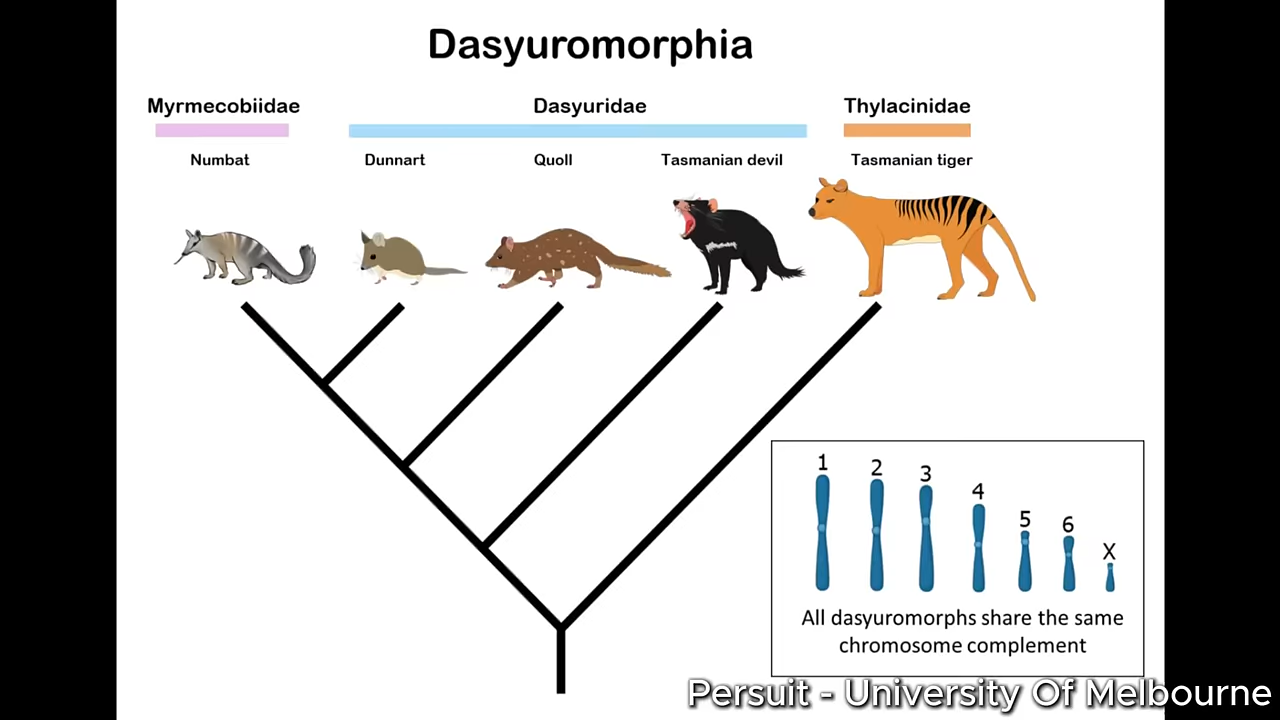 Dasyuromorphia
Myrmecobiidae
Dasyuridae
Thylacinidae
Numbat
Dunnart
Quoll
Tasmanian devil
Tasmanian tiger
1
2
3
4
5
6
X
All dasyuromorphs share the same
chromosome complement
Persuit - University Of Melbourne